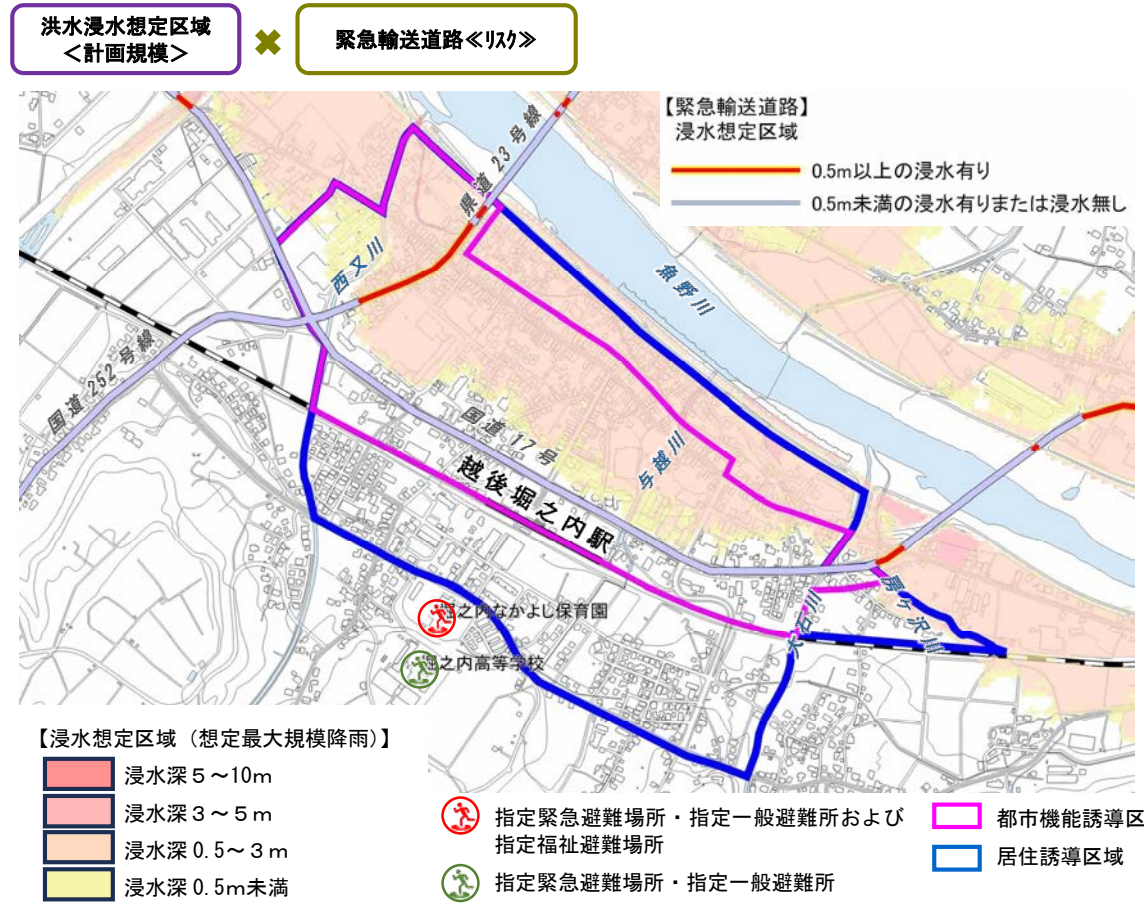 洪水浸水想定区域
<計画規模>
✖
緊急輸送道路≪リスク≫
【緊急輸送道路】
浸水想定区域
0.5m以上の浸水有り
0.5m未満の浸水有りまたは浸水無し
県道23号線
西又川
魚野川
国道252号線
国道17号
与越川
越後堀之内駅
大石川
房ヶ沢川
堀之内なかよし保育園
堀之内高等学校
【浸水想定区域（想定最大規模降雨)】
浸水深５～10ｍ
浸水深３～５ｍ
浸水深0.5～３ｍ
浸水深0.5ｍ未満
指定緊急避難場所・指定一般避難所および
指定福祉避難場所
指定緊急避難場所・指定一般避難所
都市機能誘導区
居住誘導区域